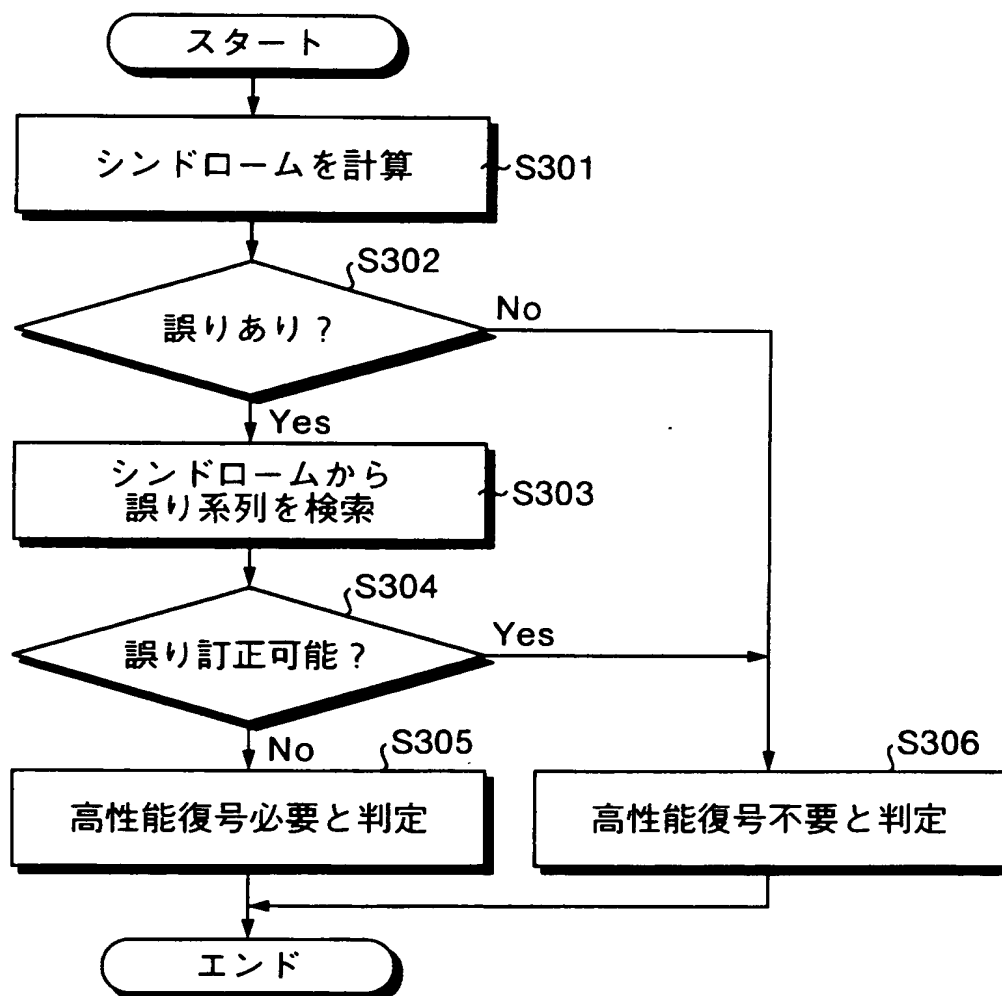 スタート
シンドロームを計算
S301
S302
誤りあり?
No
Yes
シンドロームから
誤り系列を検索
S303
S304
誤り訂正可能?
Yes
No
S305
高性能復号必要と判定
S306
高性能復号不要と判定
エンド